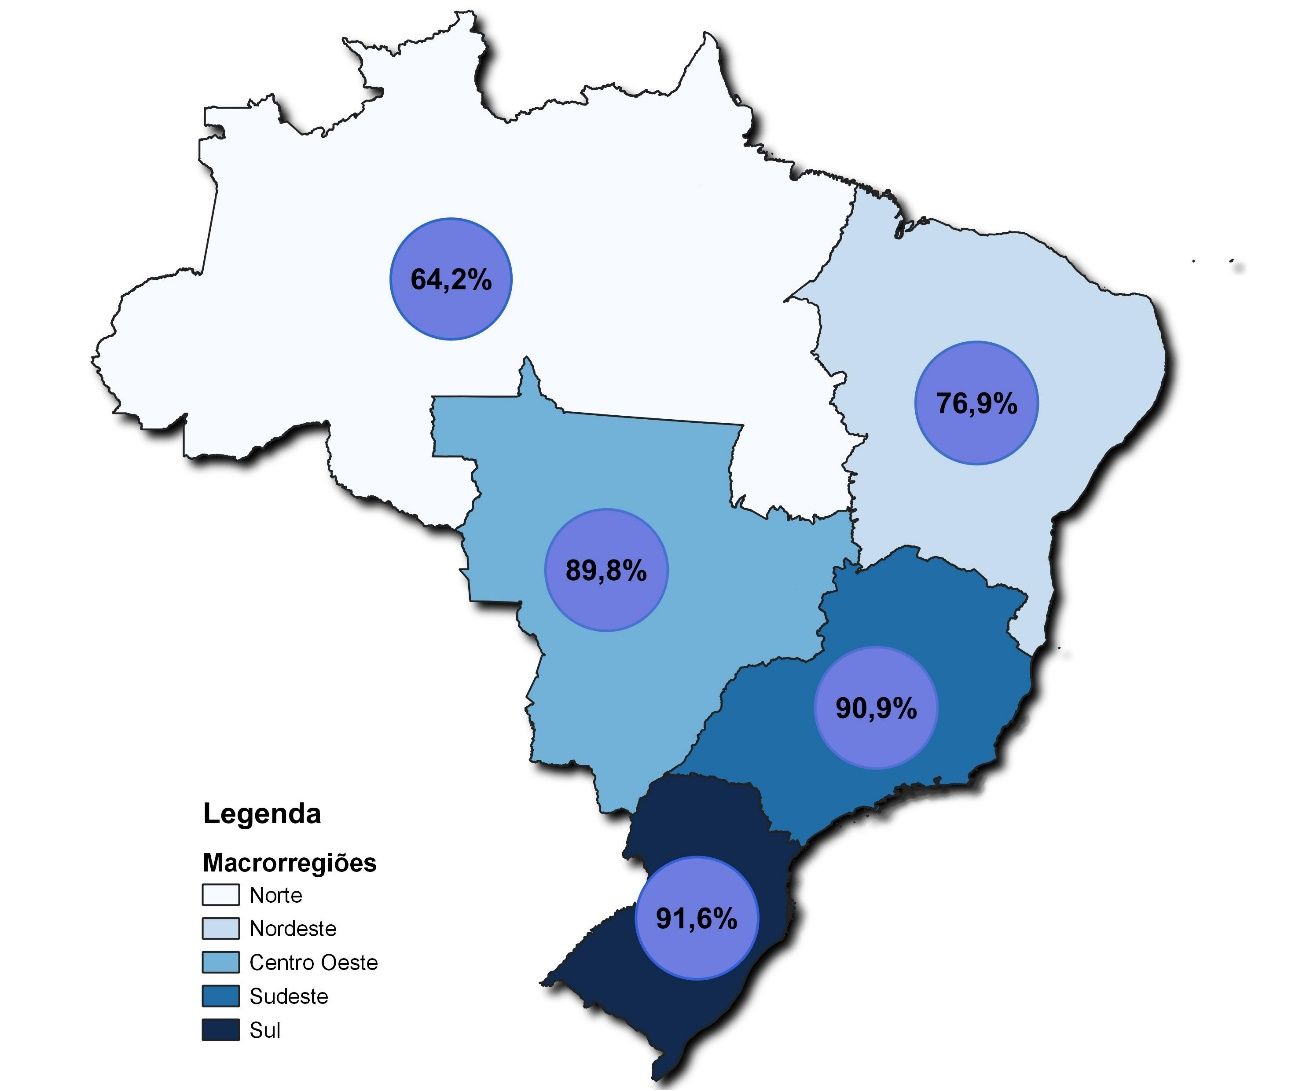 64,2%
76,9%
89,8%
90,9%
91,6%
Legenda
Macrorregiões
Norte
Nordeste
Centro Oeste
Sudeste
Sul